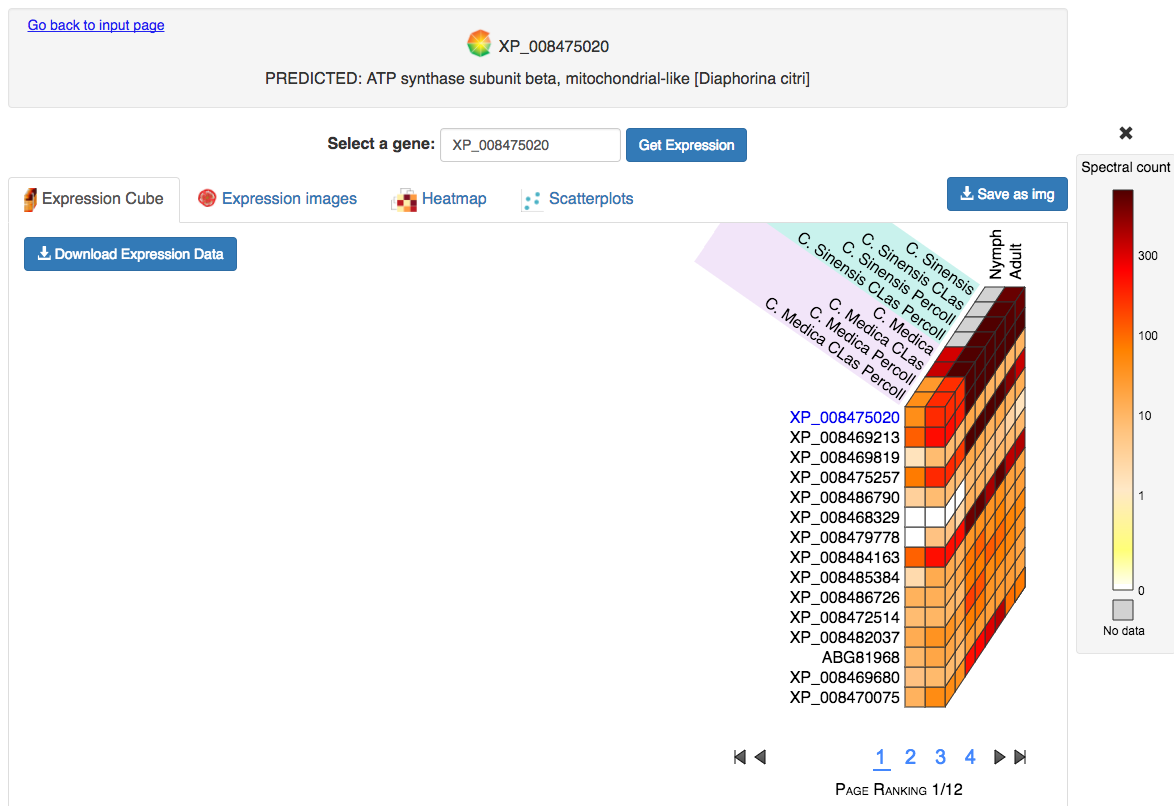 Go back to input page
XP_008475020
PREDICTED: ATP synthase subunit beta, mitochondrial-like [Diaphorina citri]
Select a gene: XP_008475020 Get Expression
Expression Cube Expression images Heatmap Scatterplots Save as img
Download Expression Data
Nymph
Adult
C. Sinensis
C. Sinensis CLas
C. Sinensis Percoll
C. Sinensis CLas Percoll
C. Medica
C. Medica CLas
C. Medica Percoll
C. Medica CLas Percoll
XP_008475020
XP_008469213
XP_008469819
XP_008475257
XP_008486790
XP_008468329
XP_008479778
XP_008484163
XP_008485384
XP_008486726
XP_008472514
XP_008482037
ABG81968
XP_008469680
XP_008470075
1 2 3 4
Page Ranking 1/12
Spectral count
300
100
10
1
0
No data